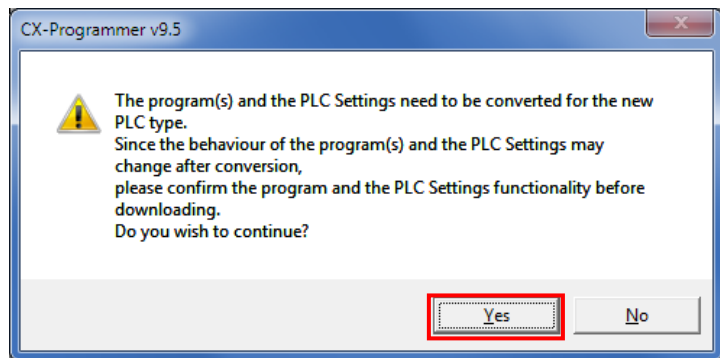 CX-Programmer v9.5
The program(s) and the PLC Settings need to be converted for the new
PLC type.
Since the behaviour of the program(s) and the PLC Settings may
change after conversion,
please confirm the program and the PLC Settings functionality before
downloading.
Do you wish to continue?
Yes
No